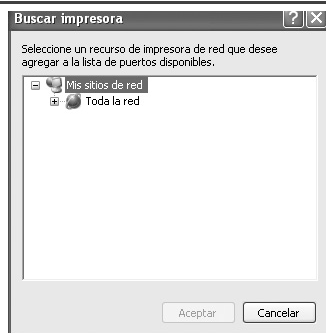 Buscar impresora
Seleccione un recurso de impresora de red que desee
agregar a la lista de puertos disponibles.
Mis sitios de red
Toda la red
Aceptar
Cancelar